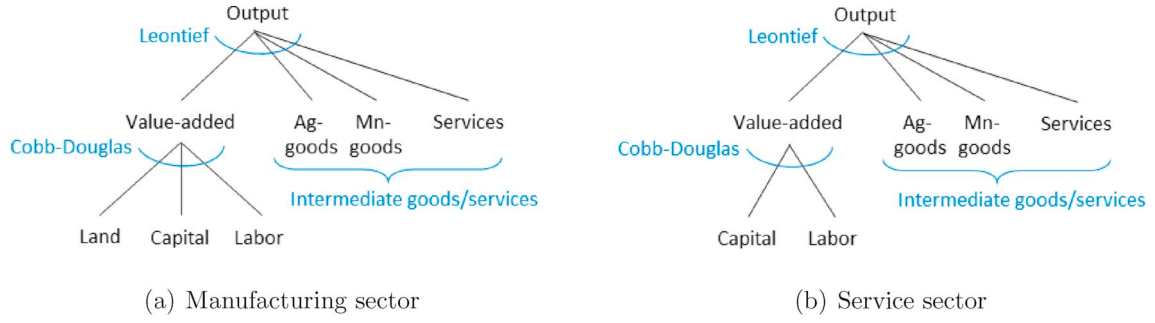 Output
Leontief
Value-added
Ag-
goods
Mn-
goods
Services
Cobb-Douglas
Intermediate goods/services
Land
Capital
Labor
(a) Manufacturing sector
Output
Leontief
Value-added
Ag-
goods
Mn-
goods
Services
Cobb-Douglas
Intermediate goods/services
Capital
Labor
(b) Service sector